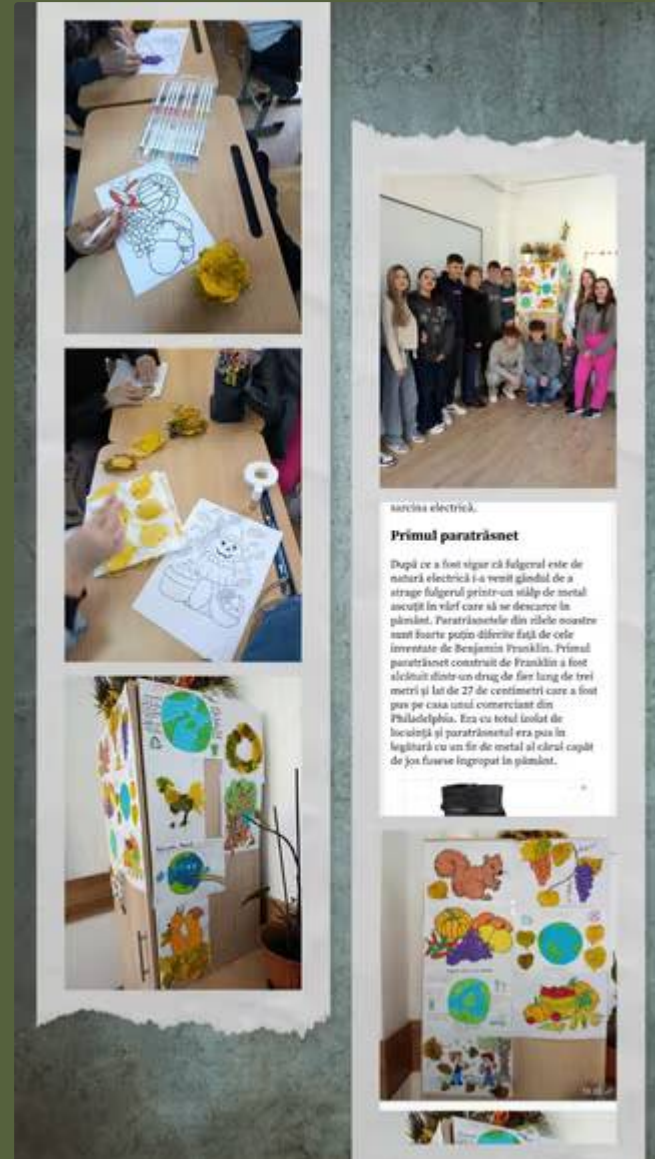 sarcina electrică.
Primul paratrăsnet
După ce a fost sigur că fulgerul este de
natură electrică i-a venit gândul de a
atrage fulgerul printr-un stâlp de metal
ascuțit în vârf care să se descarce în
pământ. Paratrăsnetele din zilele noastre
sunt foarte puțin diferite față de cele
inventate de Benjamin Franklin. Primul
paratrăsnet construit de Franklin a fost
alcătuit dintr-un drug de fier lung de trei
metri și lat de 27 de centimetri care a fost
pus pe casa unui comerciant din
Philadelphia. Era cu totul izolat de
locuință și paratrăsnetul era pus în
legătură cu un fir de metal al cărui capăt
de jos fusese îngropat în pământ.